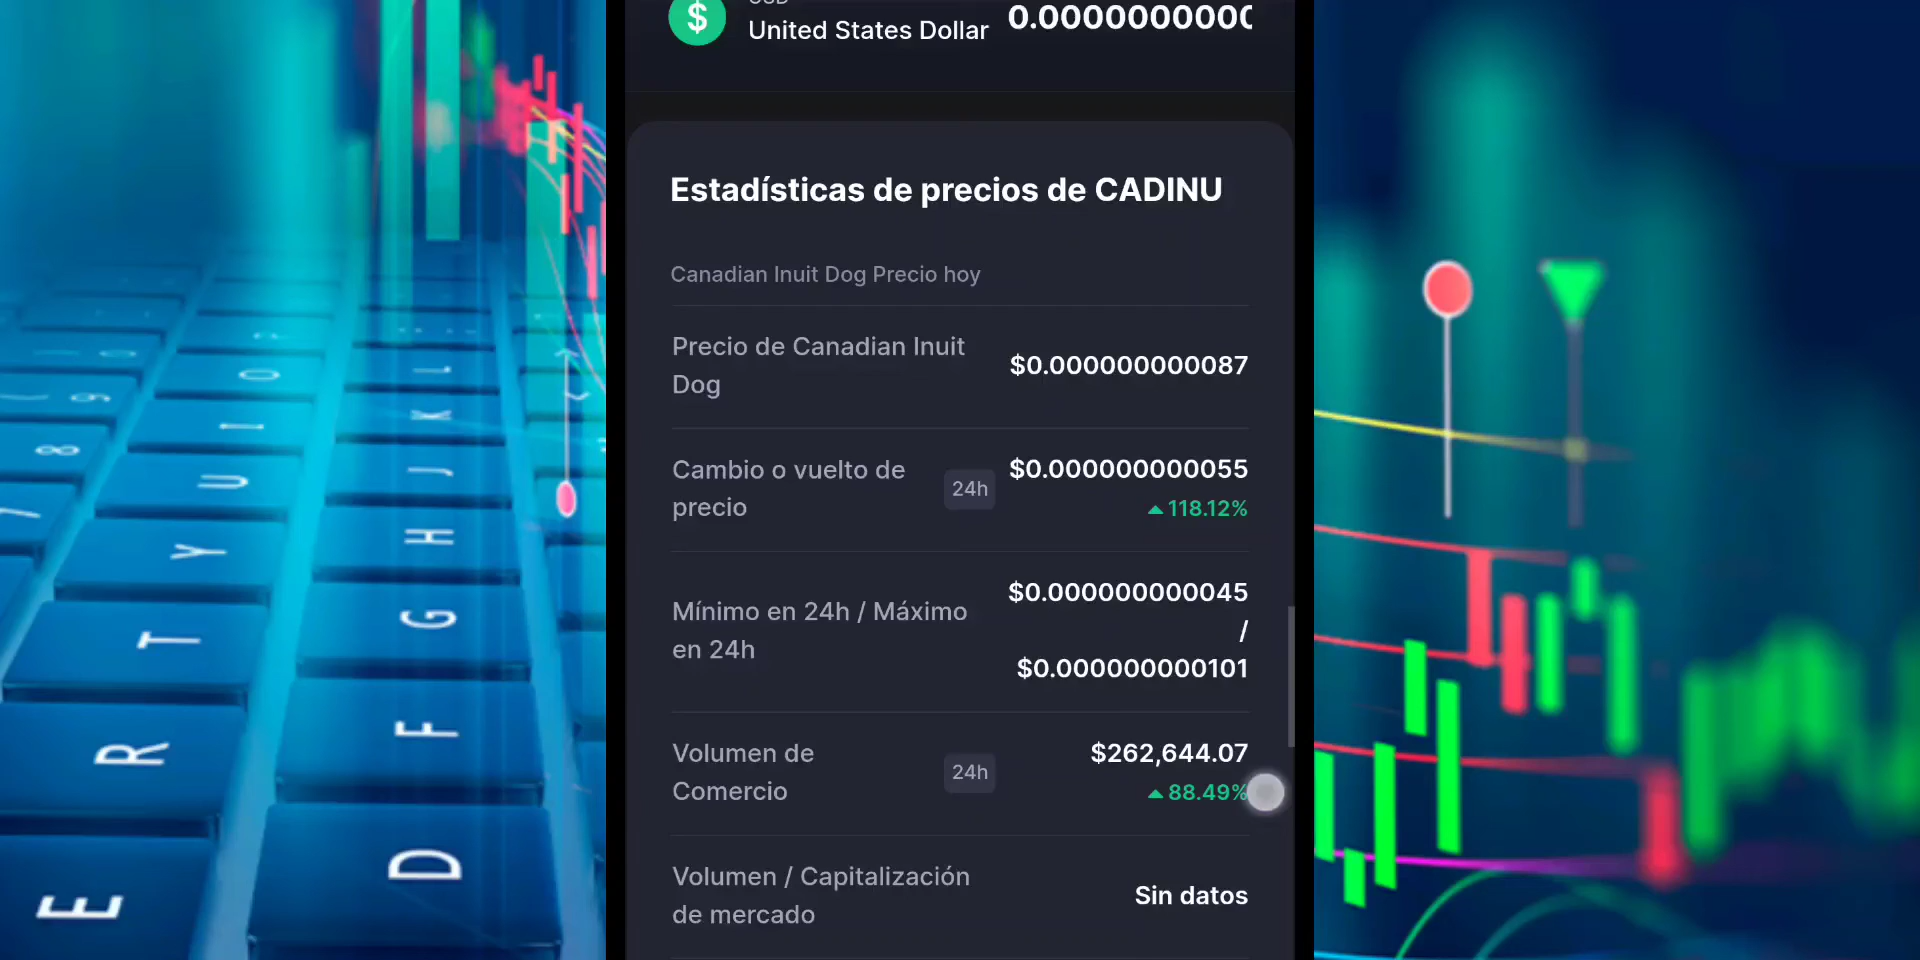 United States Dollar 0.0000000000
Estadísticas de precios de CADINU
Canadian Inuit Dog Precio hoy
Precio de Canadian Inuit
Dog
$0.000000000087
Cambio o vuelto de
precio
24h
$0.000000000055
118.12%
Mínimo en 24h / Máximo
en 24h
$0.000000000045
/
$0.000000000101
Volumen de
Comercio
24h
$262,644.07
88.49%
Volumen / Capitalización
de mercado
Sin datos